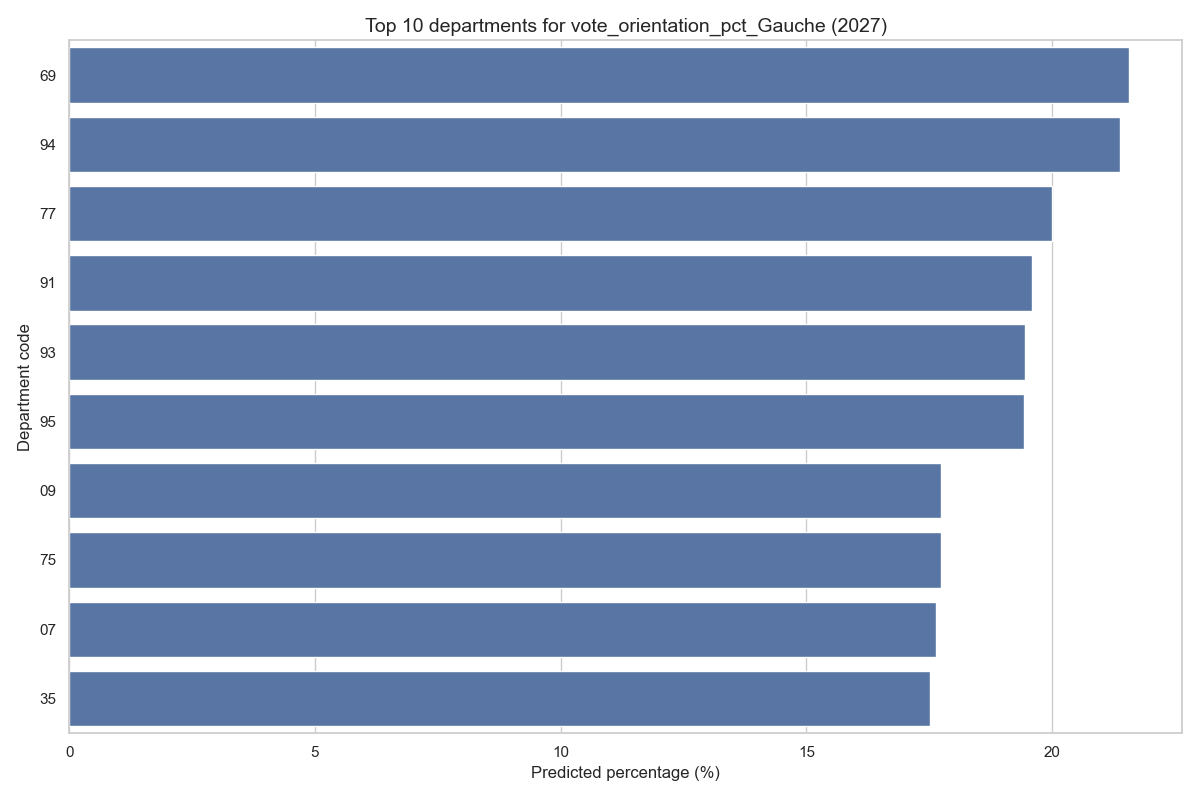 Top 10 departments for vote_orientation_pct_Gauche (2027)
Department code
69
94
77
91
93
95
09
75
07
35
0 5 10 15 20
Predicted percentage (%)